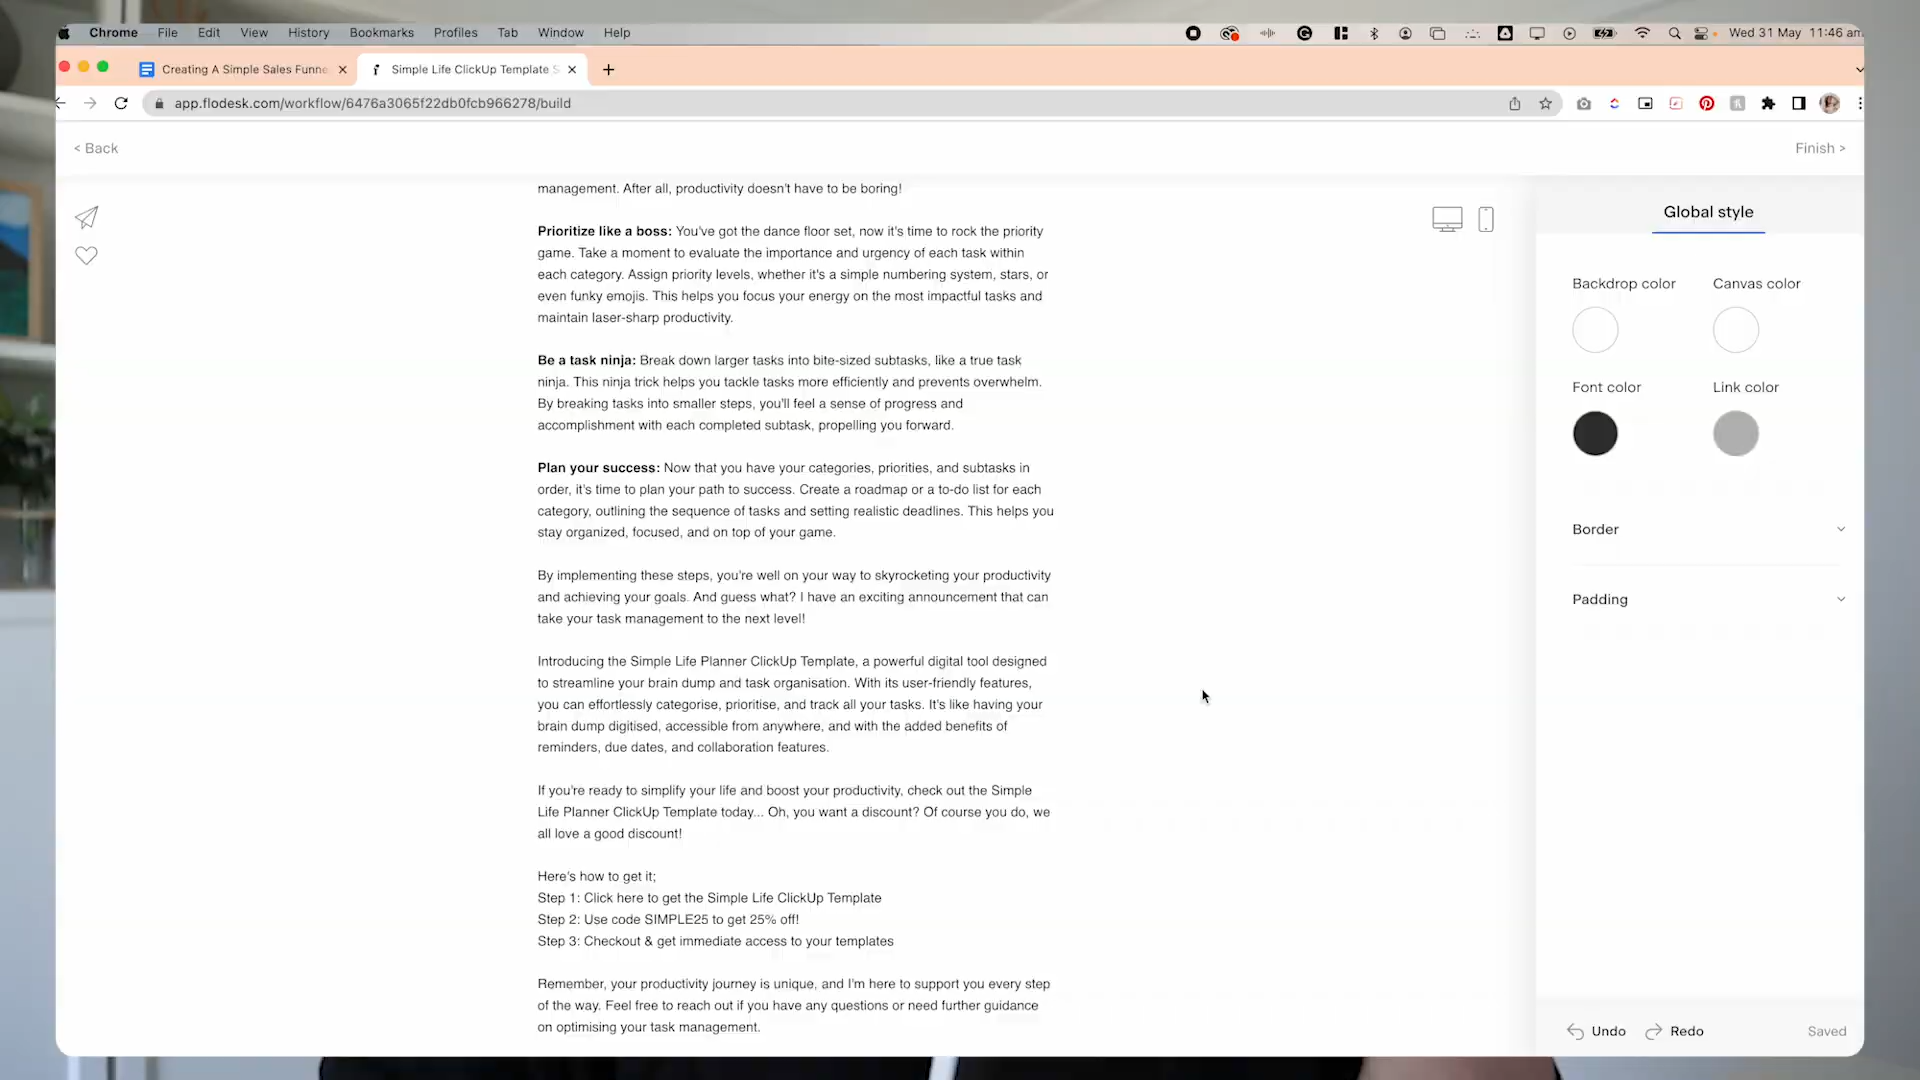 Chrome File Edit View History Bookmarks Profiles Tab Window Help Wed 31 May 11:46 am
Creating A Simple Sales Funne
Simple Life ClickUp Template S
app.flodesk.com/workflow/6476a3065f22db0fcb966278/build
< Back
Finish >
management. After all, productivity doesn't have to be boring!
Prioritize like a boss: You've got the dance floor set, now it's time to rock the priority
game. Take a moment to evaluate the importance and urgency of each task within
each category. Assign priority levels, whether it's a simple numbering system, stars, or
even funky emojis. This helps you focus your energy on the most impactful tasks and
maintain laser-sharp productivity.
Be a task ninja: Break down larger tasks into bite-sized subtasks, like a true task
ninja. This ninja trick helps you tackle tasks more efficiently and prevents overwhelm.
By breaking tasks into smaller steps, you'll feel a sense of progress and
accomplishment with each completed subtask, propelling you forward.
Plan your success: Now that you have your categories, priorities, and subtasks in
order, it's time to plan your path to success. Create a roadmap or a to-do list for each
category, outlining the sequence of tasks and setting realistic deadlines. This helps you
stay organized, focused, and on top of your game.
By implementing these steps, you're well on your way to skyrocketing your productivity
and achieving your goals. And guess what? I have an exciting announcement that can
take your task management to the next level!
Introducing the Simple Life Planner ClickUp Template, a powerful digital tool designed
to streamline your brain dump and task organisation. With its user-friendly features,
you can effortlessly categorise, prioritise, and track all your tasks. It's like having your
brain dump digitised, accessible from anywhere, and with the added benefits of
reminders, due dates, and collaboration features.
If you're ready to simplify your life and boost your productivity, check out the Simple
Life Planner ClickUp Template today... Oh, you want a discount? Of course you do, we
all love a good discount!
Here's how to get it;
Step 1: Click here to get the Simple Life ClickUp Template
Step 2: Use code SIMPLE25 to get 25% off!
Step 3: Checkout & get immediate access to your templates
Remember, your productivity journey is unique, and I'm here to support you every step
of the way. Feel free to reach out if you have any questions or need further guidance
on optimising your task management.
Global style
Backdrop color
Canvas color
Font color
Link color
Border
Padding
Undo
Redo
Saved